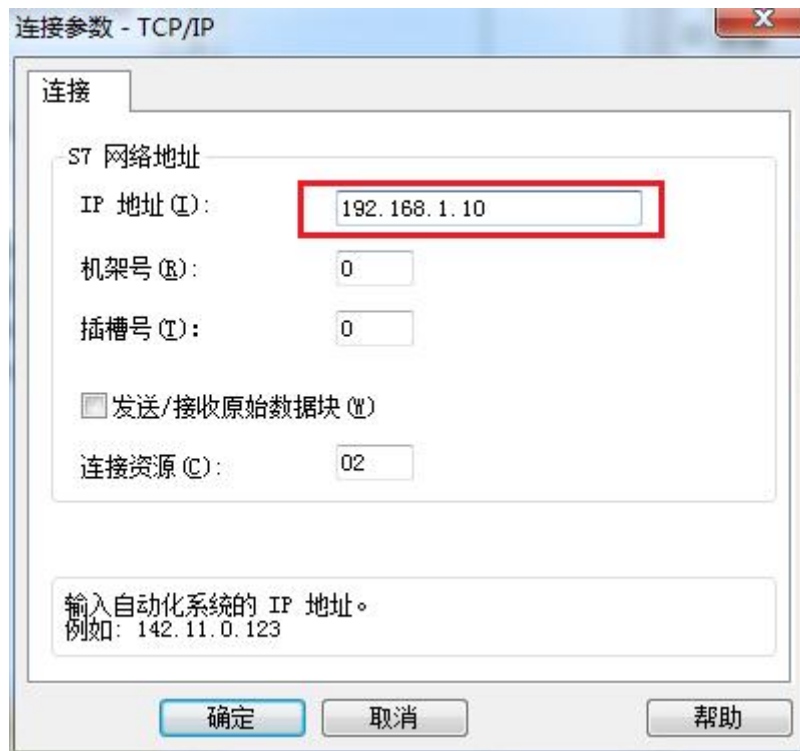 连接参数 - TCP/IP
连接
S7 网络地址
IP 地址(I): 192.168.1.10
机架号(R): 0
插槽号(T): 0
发送/接收原始数据块(W)
连接资源(C): 02
输入自动化系统的 IP 地址。
例如: 142.11.0.123
确定 取消 帮助